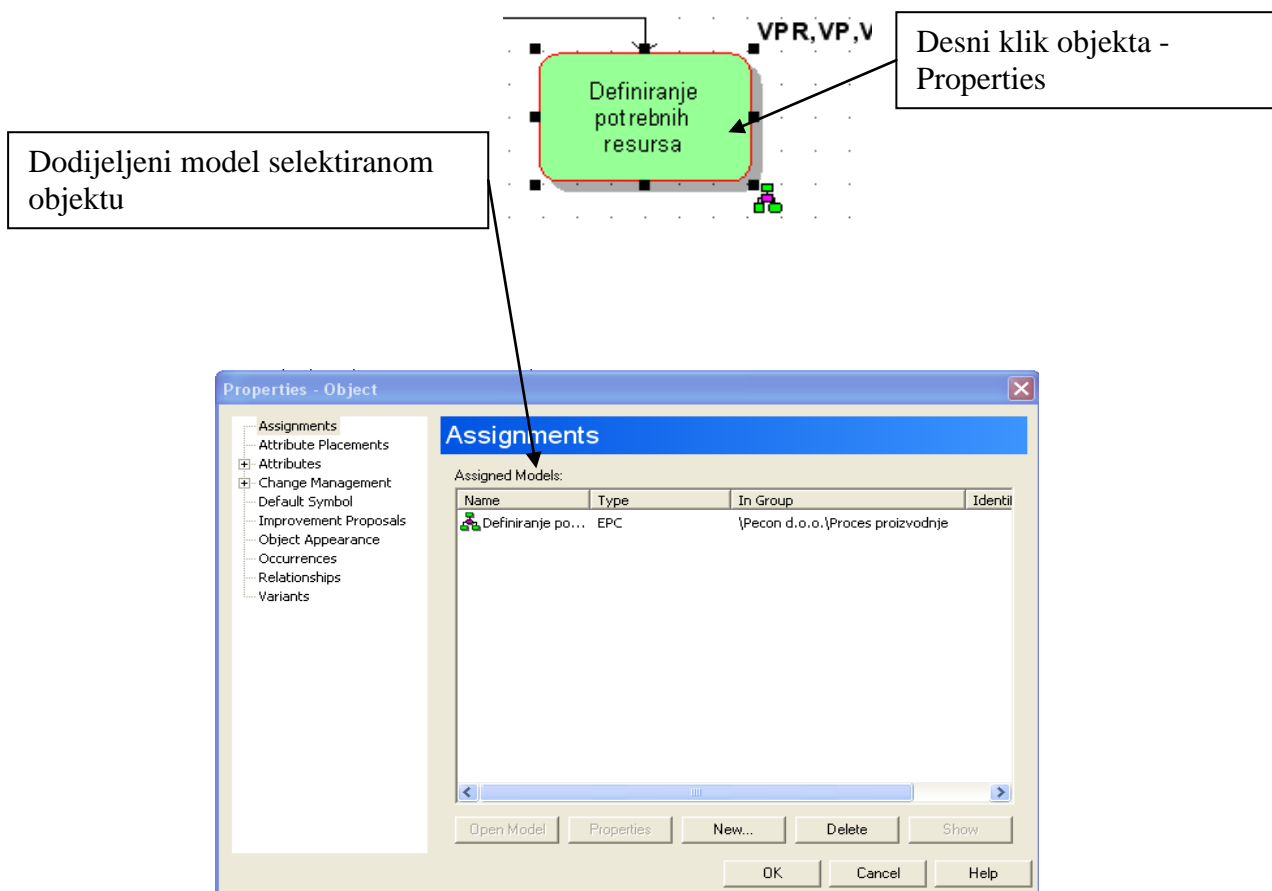 VPR,VP,V
Desni klik objekta -
Properties
Definiranje
potrebnih
resursa
Dodijeljeni model selektiranom
objektu
Properties - Object
Assignments
Attribute Placements
Attributes
Change Management
Default Symbol
Improvement Proposals
Object Appearance
Occurrences
Relationships
Variants
Assignments
Assigned Models:
Name Type In Group Identif
Definiranje po... EPC \Pecon d.o.o.\Proces proizvodnje
Open Model Properties New... Delete Show
OK Cancel Help